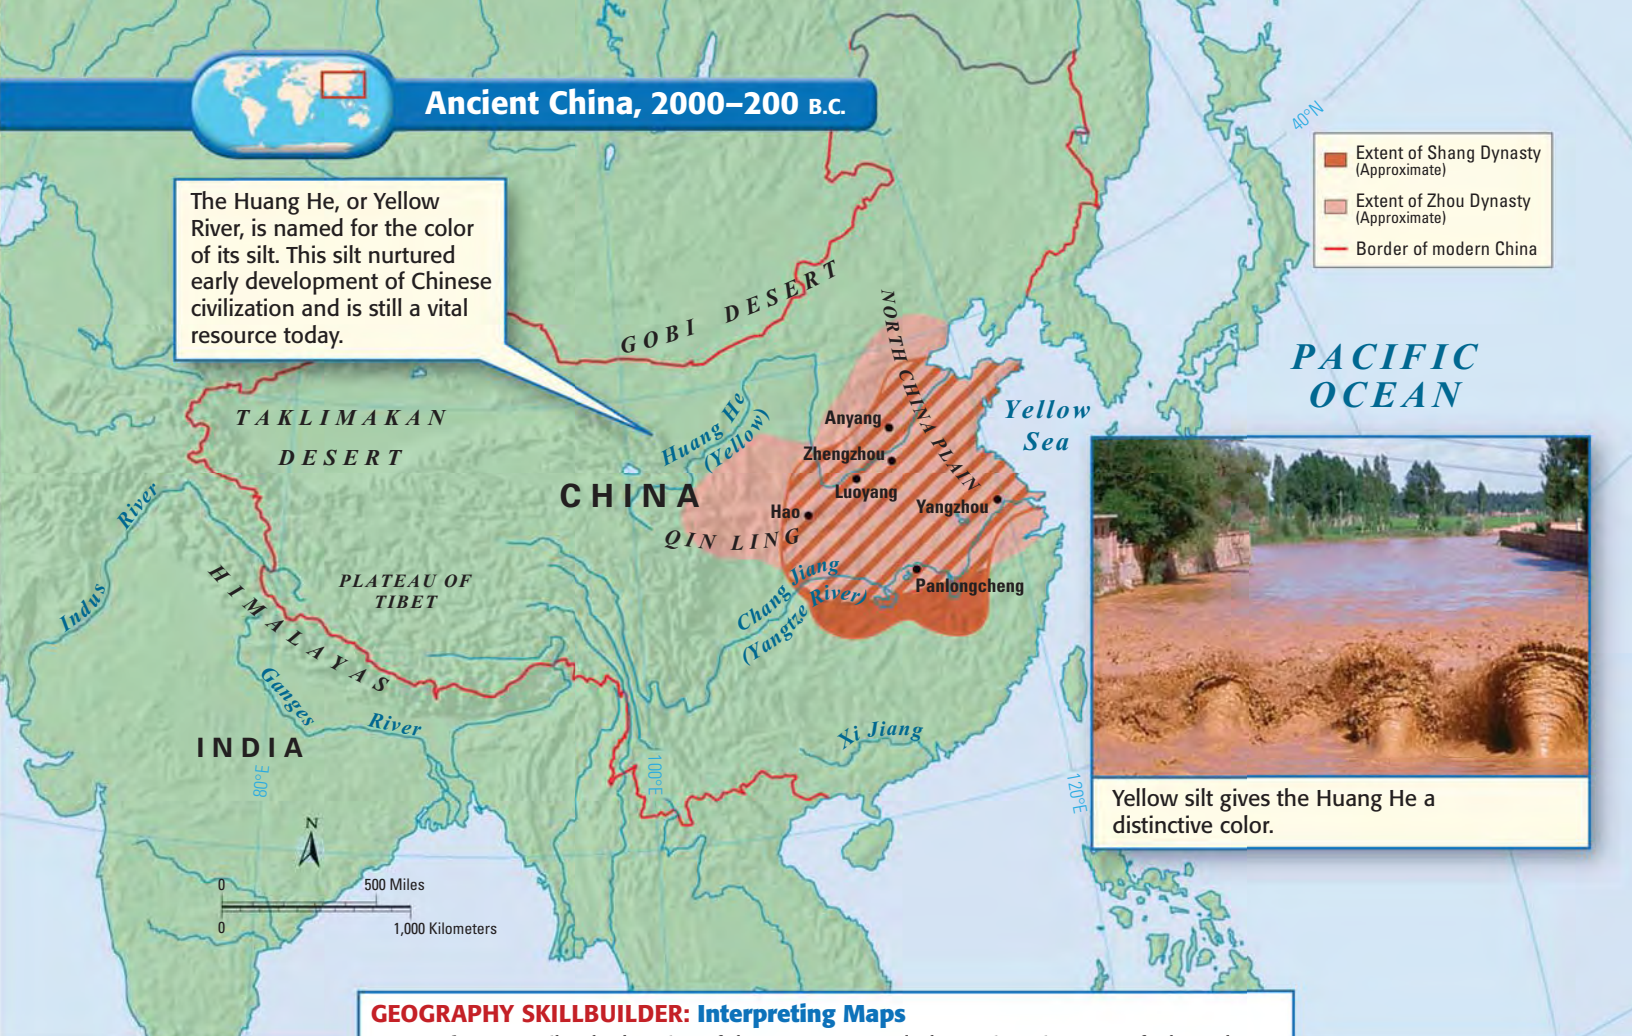 Ancient China, 2000–200 B.C.
The Huang He, or Yellow
River, is named for the color
of its silt. This silt nurtured
early development of Chinese
civilization and is still a vital
resource today.
40°N
Extent of Shang Dynasty
(Approximate)
Extent of Zhou Dynasty
(Approximate)
Border of modern China
GOBI DESERT
NORTH CHINA PLAIN
PACIFIC
OCEAN
TAKLIMAKAN
DESERT
Huang He
(Yellow)
Yellow
Sea
Anyang
Zhengzhou
Luoyang
Yangzhou
Hao
CHINA
QIN LING
Indus River
HIMALAYAS
PLATEAU OF
TIBET
Chang Jiang
(Yangtze River)
Panlongcheng
Ganges River
INDIA
Xi Jiang
80°E
100°E
120°E
Yellow silt gives the Huang He a
distinctive color.
N
0 500 Miles
0 1,000 Kilometers
GEOGRAPHY SKILLBUILDER: Interpreting Maps